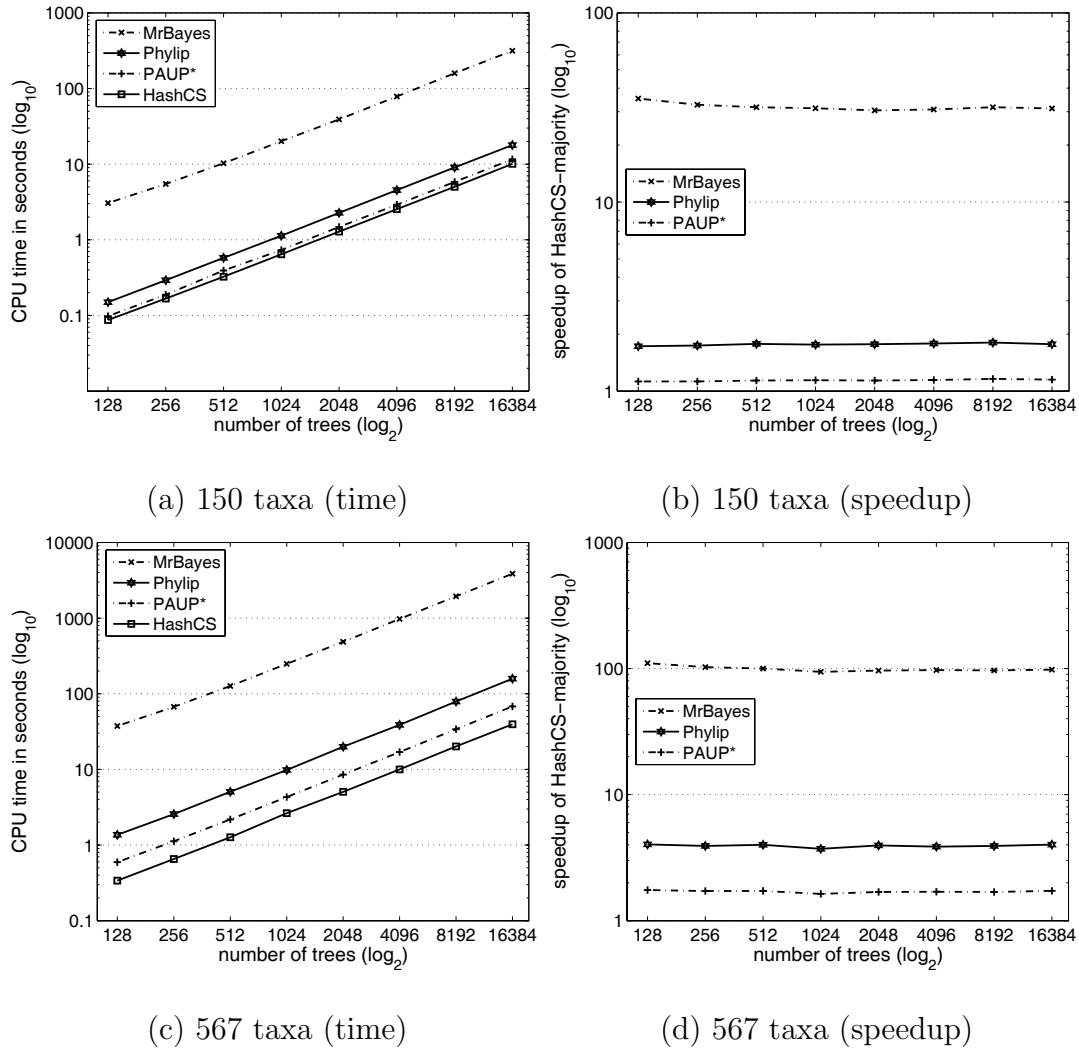 1000
100
10
1
0.1
CPU time in seconds (log10)
MrBayes
Phylip
PAUP*
HashCS
128 256 512 1024 2048 4096 8192 16384
number of trees (log2)
(a) 150 taxa (time)
100
10
1
speedup of HashCS−majority (log10)
MrBayes
Phylip
PAUP*
128 256 512 1024 2048 4096 8192 16384
number of trees (log2)
(b) 150 taxa (speedup)
10000
1000
100
10
1
0.1
CPU time in seconds (log10)
MrBayes
Phylip
PAUP*
HashCS
128 256 512 1024 2048 4096 8192 16384
number of trees (log2)
(c) 567 taxa (time)
1000
100
10
1
speedup of HashCS−majority (log10)
MrBayes
Phylip
PAUP*
128 256 512 1024 2048 4096 8192 16384
number of trees (log2)
(d) 567 taxa (speedup)